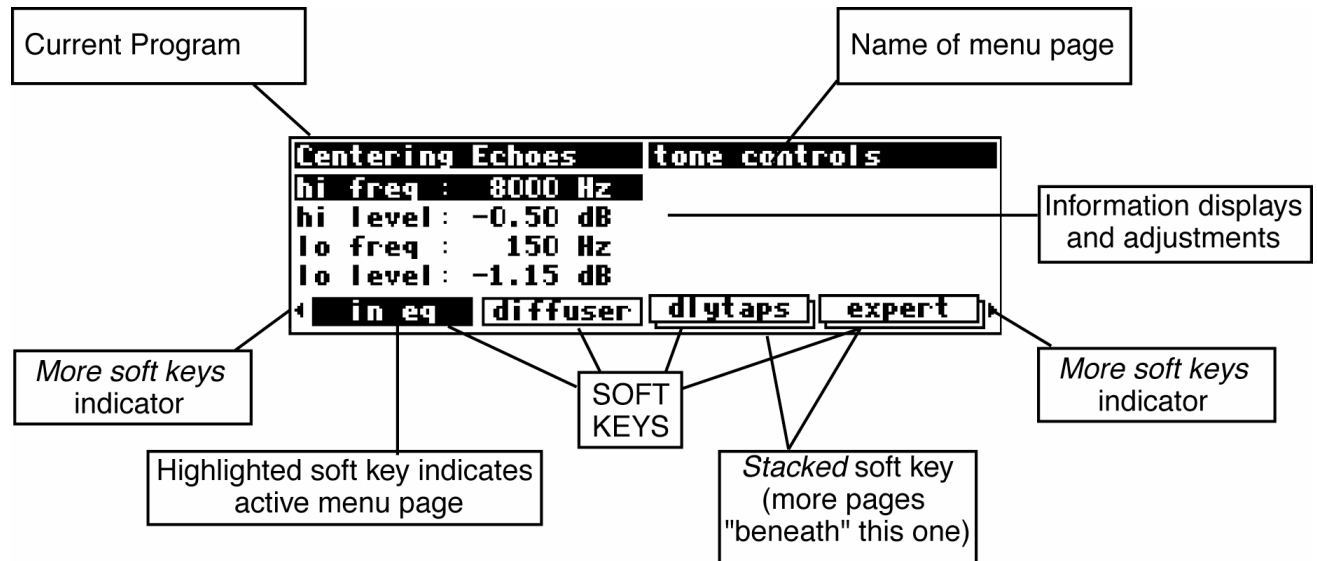 Current Program
Name of menu page
Centering Echoes
tone controls
hi freq : 8000 Hz
hi level: -0.50 dB
lo freq : 150 Hz
lo level: -1.15 dB
Information displays
and adjustments
in eq
diffuser
dlytaps
expert
More soft keys
indicator
SOFT
KEYS
More soft keys
indicator
Highlighted soft key indicates
active menu page
Stacked soft key
(more pages
"beneath" this one)